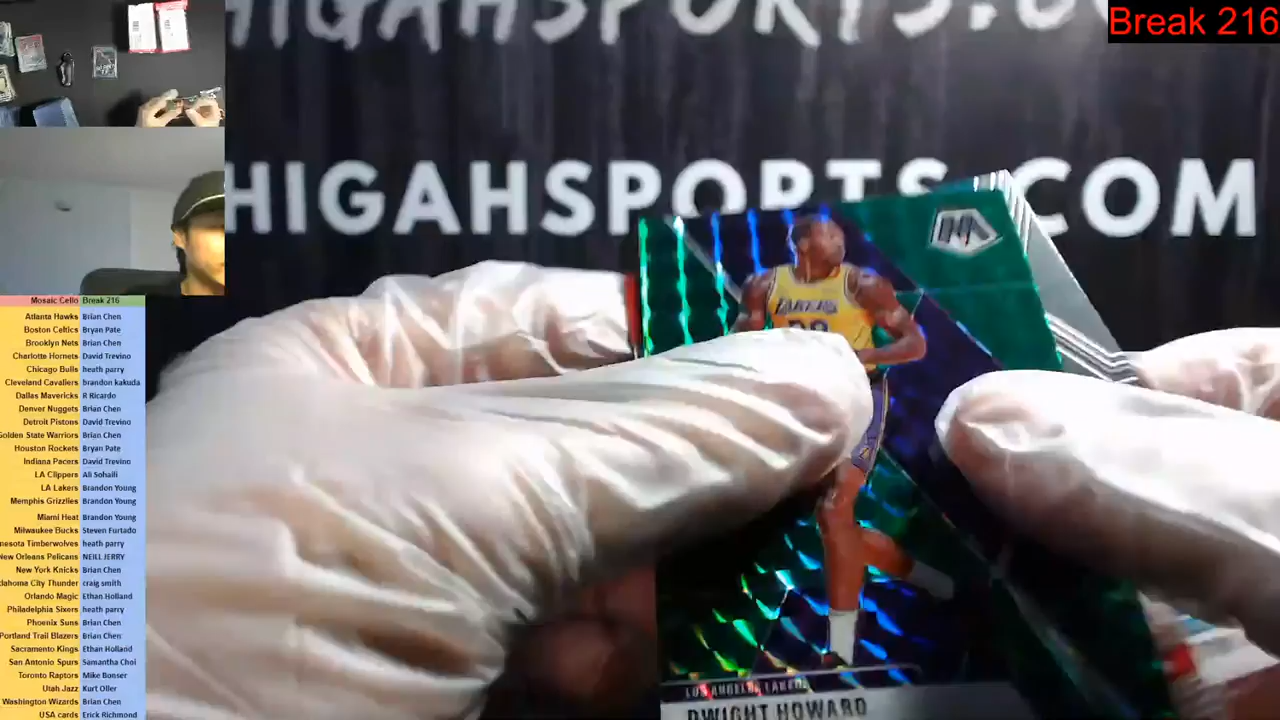 HIGAHSPORTS.
Break 216
HIGAHSPORTS.COM
LAKERS
LOS ANGELES LAKERS
DWIGHT HOWARD
Mosaic Cello Break 216
Atlanta Hawks Brian Chen
Boston Celtics Bryan Pate
Brooklyn Nets Brian Chen
Charlotte Hornets David Trevino
Chicago Bulls heath parry
Cleveland Cavaliers brandon kakuda
Dallas Mavericks R Ricardo
Denver Nuggets Brian Chen
Detroit Pistons David Trevino
Golden State Warriors Brian Chen
Houston Rockets Bryan Pate
Indiana Pacers David Trevino
LA Clippers Ali Sohaili
LA Lakers Brandon Young
Memphis Grizzlies Brandon Young
Miami Heat Brandon Young
Milwaukee Bucks Steven Furtado
nesota Timberwolves heath parry
New Orleans Pelicans NEILL JERRY
New York Knicks Brian Chen
klahoma City Thunder craig smith
Orlando Magic Ethan Holland
Philadelphia Sixers heath parry
Phoenix Suns Brian Chen
Portland Trail Blazers Brian Chen
Sacramento Kings Ethan Holland
San Antonio Spurs Samantha Choi
Toronto Raptors Mike Bonser
Utah Jazz Kurt Oller
Washington Wizards Brian Chen
USA cards Erick Richmond